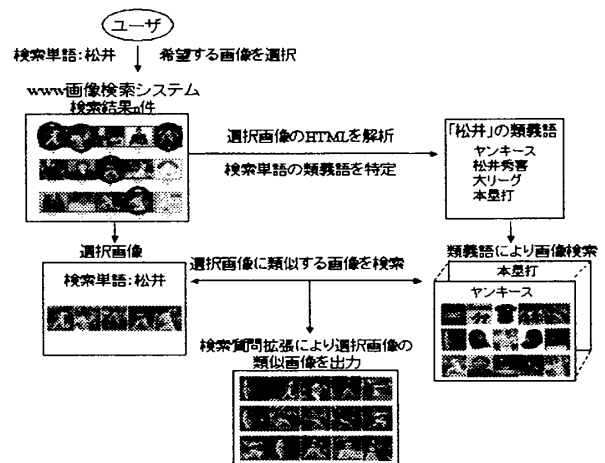 ユーザ
検索単語:松井
希望する画像を選択
www画像検索システム
検索結果n件
選択画像のHTMLを解析
検索単語の類義語を特定
「松井」の類義語
ヤンキース
松井秀喜
大リーグ
本塁打
選択画像
類義語により画像検索
検索単語:松井
選択画像に類似する画像を検索
本塁打
ヤンキース
検索質問拡張により選択画像の
類似画像を出力